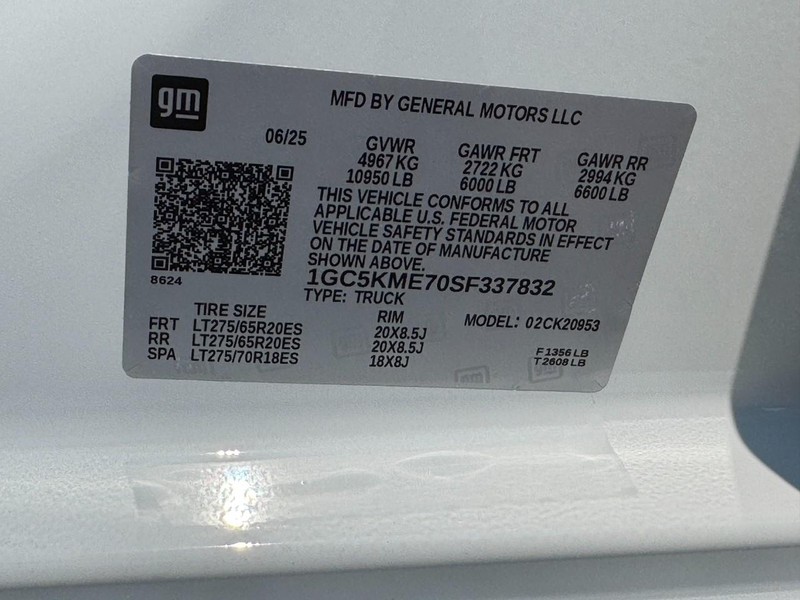 gm
MFD BY GENERAL MOTORS LLC
06/25
GVWR
4967 KG
10950 LB
GAWR FRT
2722 KG
6000 LB
GAWR RR
2994 KG
6600 LB
THIS VEHICLE CONFORMS TO ALL
APPLICABLE U.S. FEDERAL MOTOR
VEHICLE SAFETY STANDARDS IN EFFECT
ON THE DATE OF MANUFACTURE
SHOWN ABOVE.
8624
1GC5KME70SF337832
TYPE: TRUCK
TIRE SIZE RIM
FRT LT275/65R20ES 20X8.5J
RR LT275/65R20ES 20X8.5J
SPA LT275/70R18ES 18X8J
MODEL: 02CK20953
F1356 LB
T2608 LB
gm